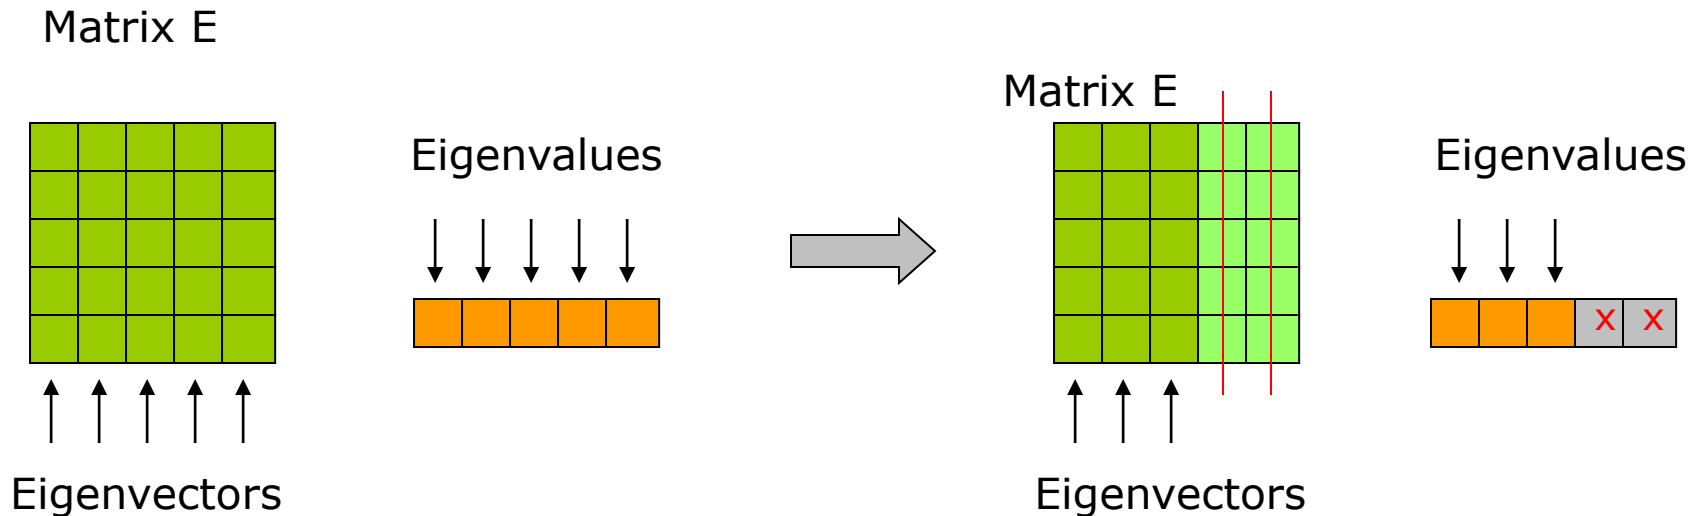 Matrix E
Eigenvalues
Eigenvectors
Matrix E
Eigenvalues
x x
Eigenvectors